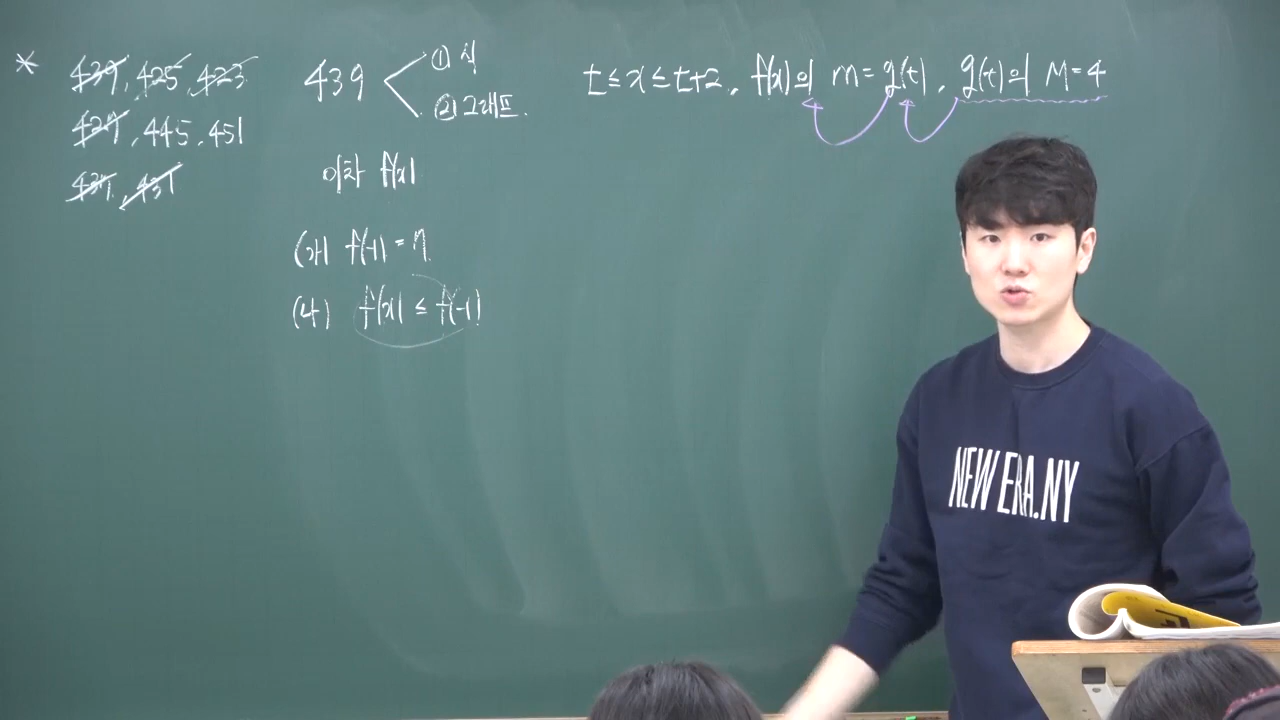 * 439, 425, 423
429, 445, 451
437, 431
439 ① 식
② 그래프.
이차 f(x)
(가) f(-1) = 7.
(나) f(x) ≤ f(-1)
t ≤ x ≤ t+2, f(x)의 m = g(t), g(t)의 M = 4
NEW ERA.NY